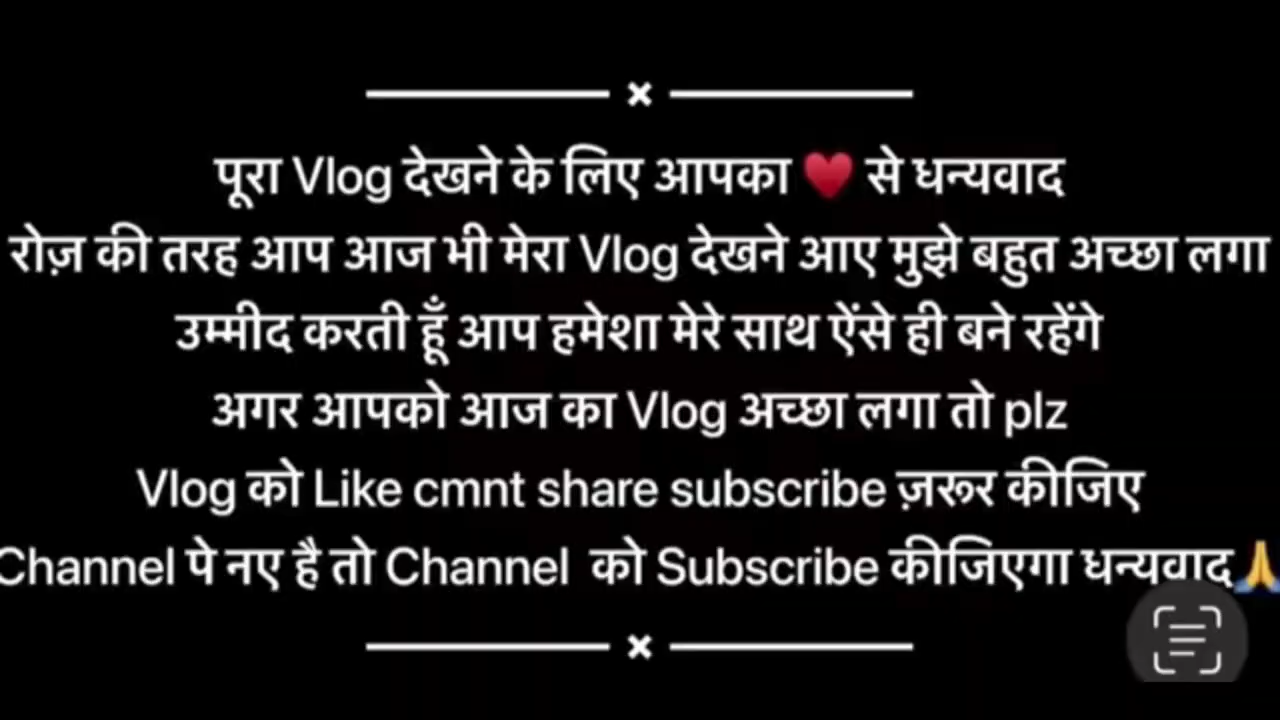 पूरा Vlog देखने के लिए आपका ♥️ से धन्यवाद
रोज़ की तरह आप आज भी मेरा Vlog देखने आए मुझे बहुत अच्छा लगा
उम्मीद करती हूँ आप हमेशा मेरे साथ ऐंसे ही बने रहेंगे
अगर आपको आज का Vlog अच्छा लगा तो plz
Vlog को Like cmnt share subscribe ज़रूर कीजिए
Channel पे नए है तो Channel को Subscribe कीजिएगा धन्यवाद🙏